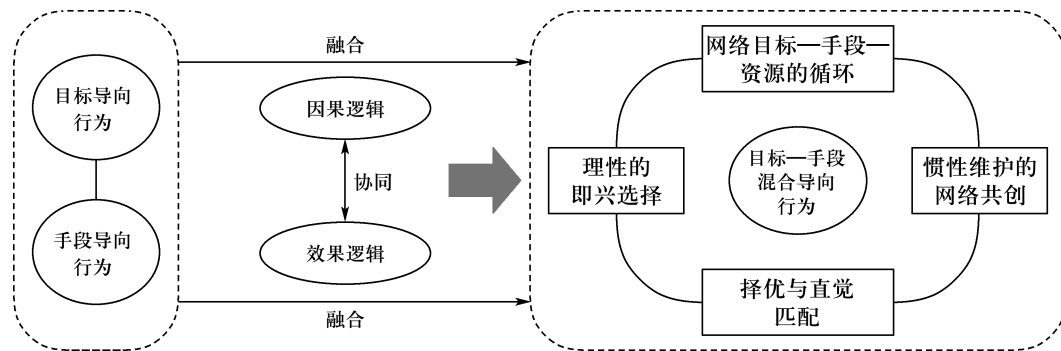 目标导向
行为
手段导向
行为
融合
因果逻辑
协同
效果逻辑
融合
网络目标—手段—
资源的循环
理性的
即兴选择
目标—手段
混合导向
行为
惯性维护的
网络共创
择优与直觉
匹配